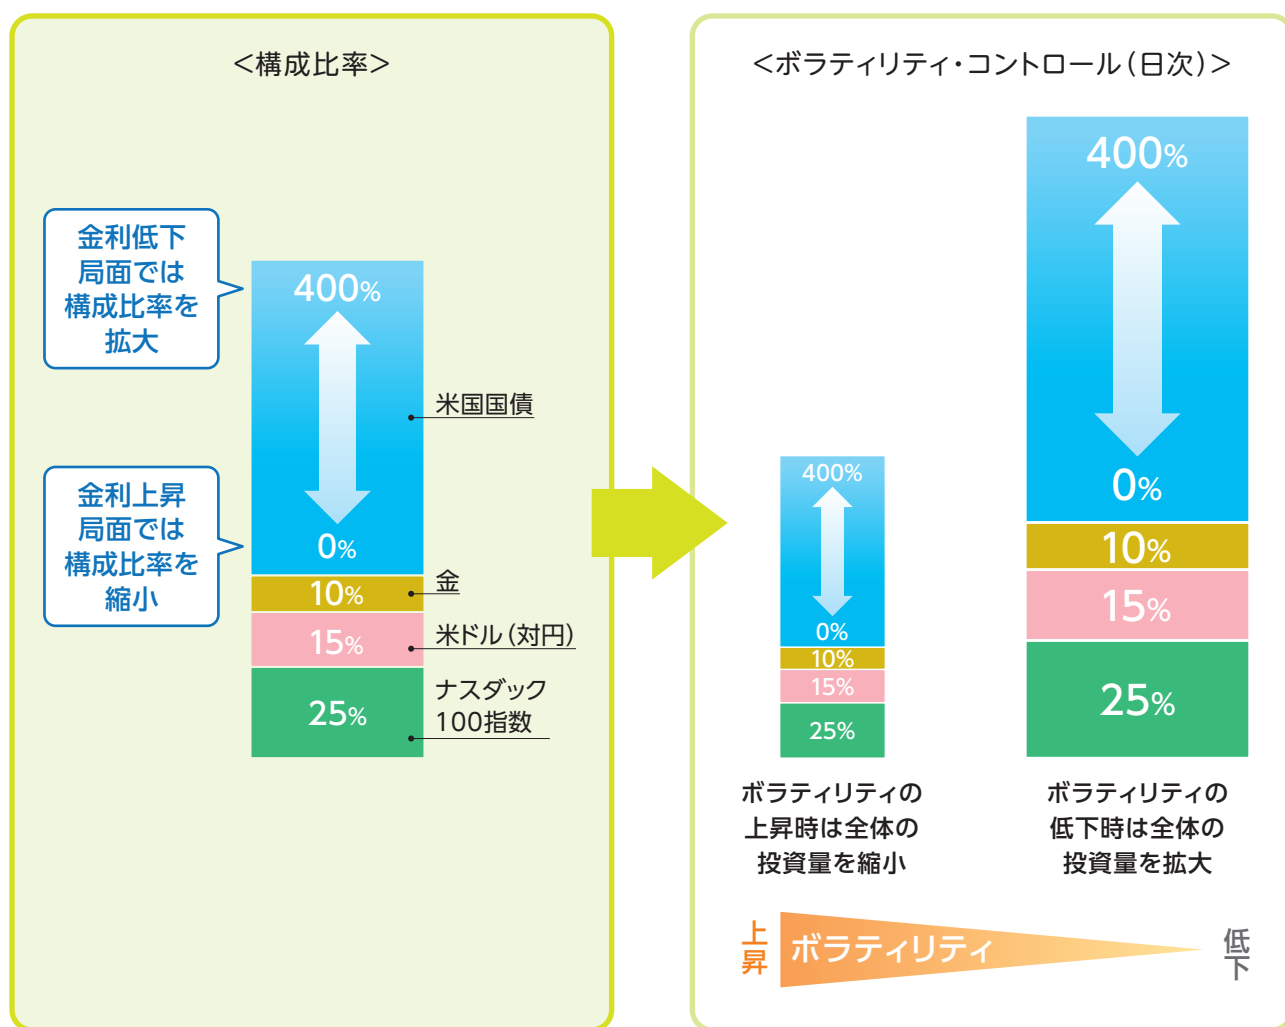 <構成比率>
金利低下
局面では
構成比率を
拡大
400%
米国国債
金利上昇
局面では
構成比率を
縮小
0%
10%
金
15%
米ドル(対円)
25%
ナスダック
100指数
<ボラティリティ・コントロール(日次)>
400%
0%
10%
15%
25%
ボラティリティの
上昇時は全体の
投資量を縮小
400%
0%
10%
15%
25%
ボラティリティの
低下時は全体の
投資量を拡大
上昇
ボラティリティ
低下